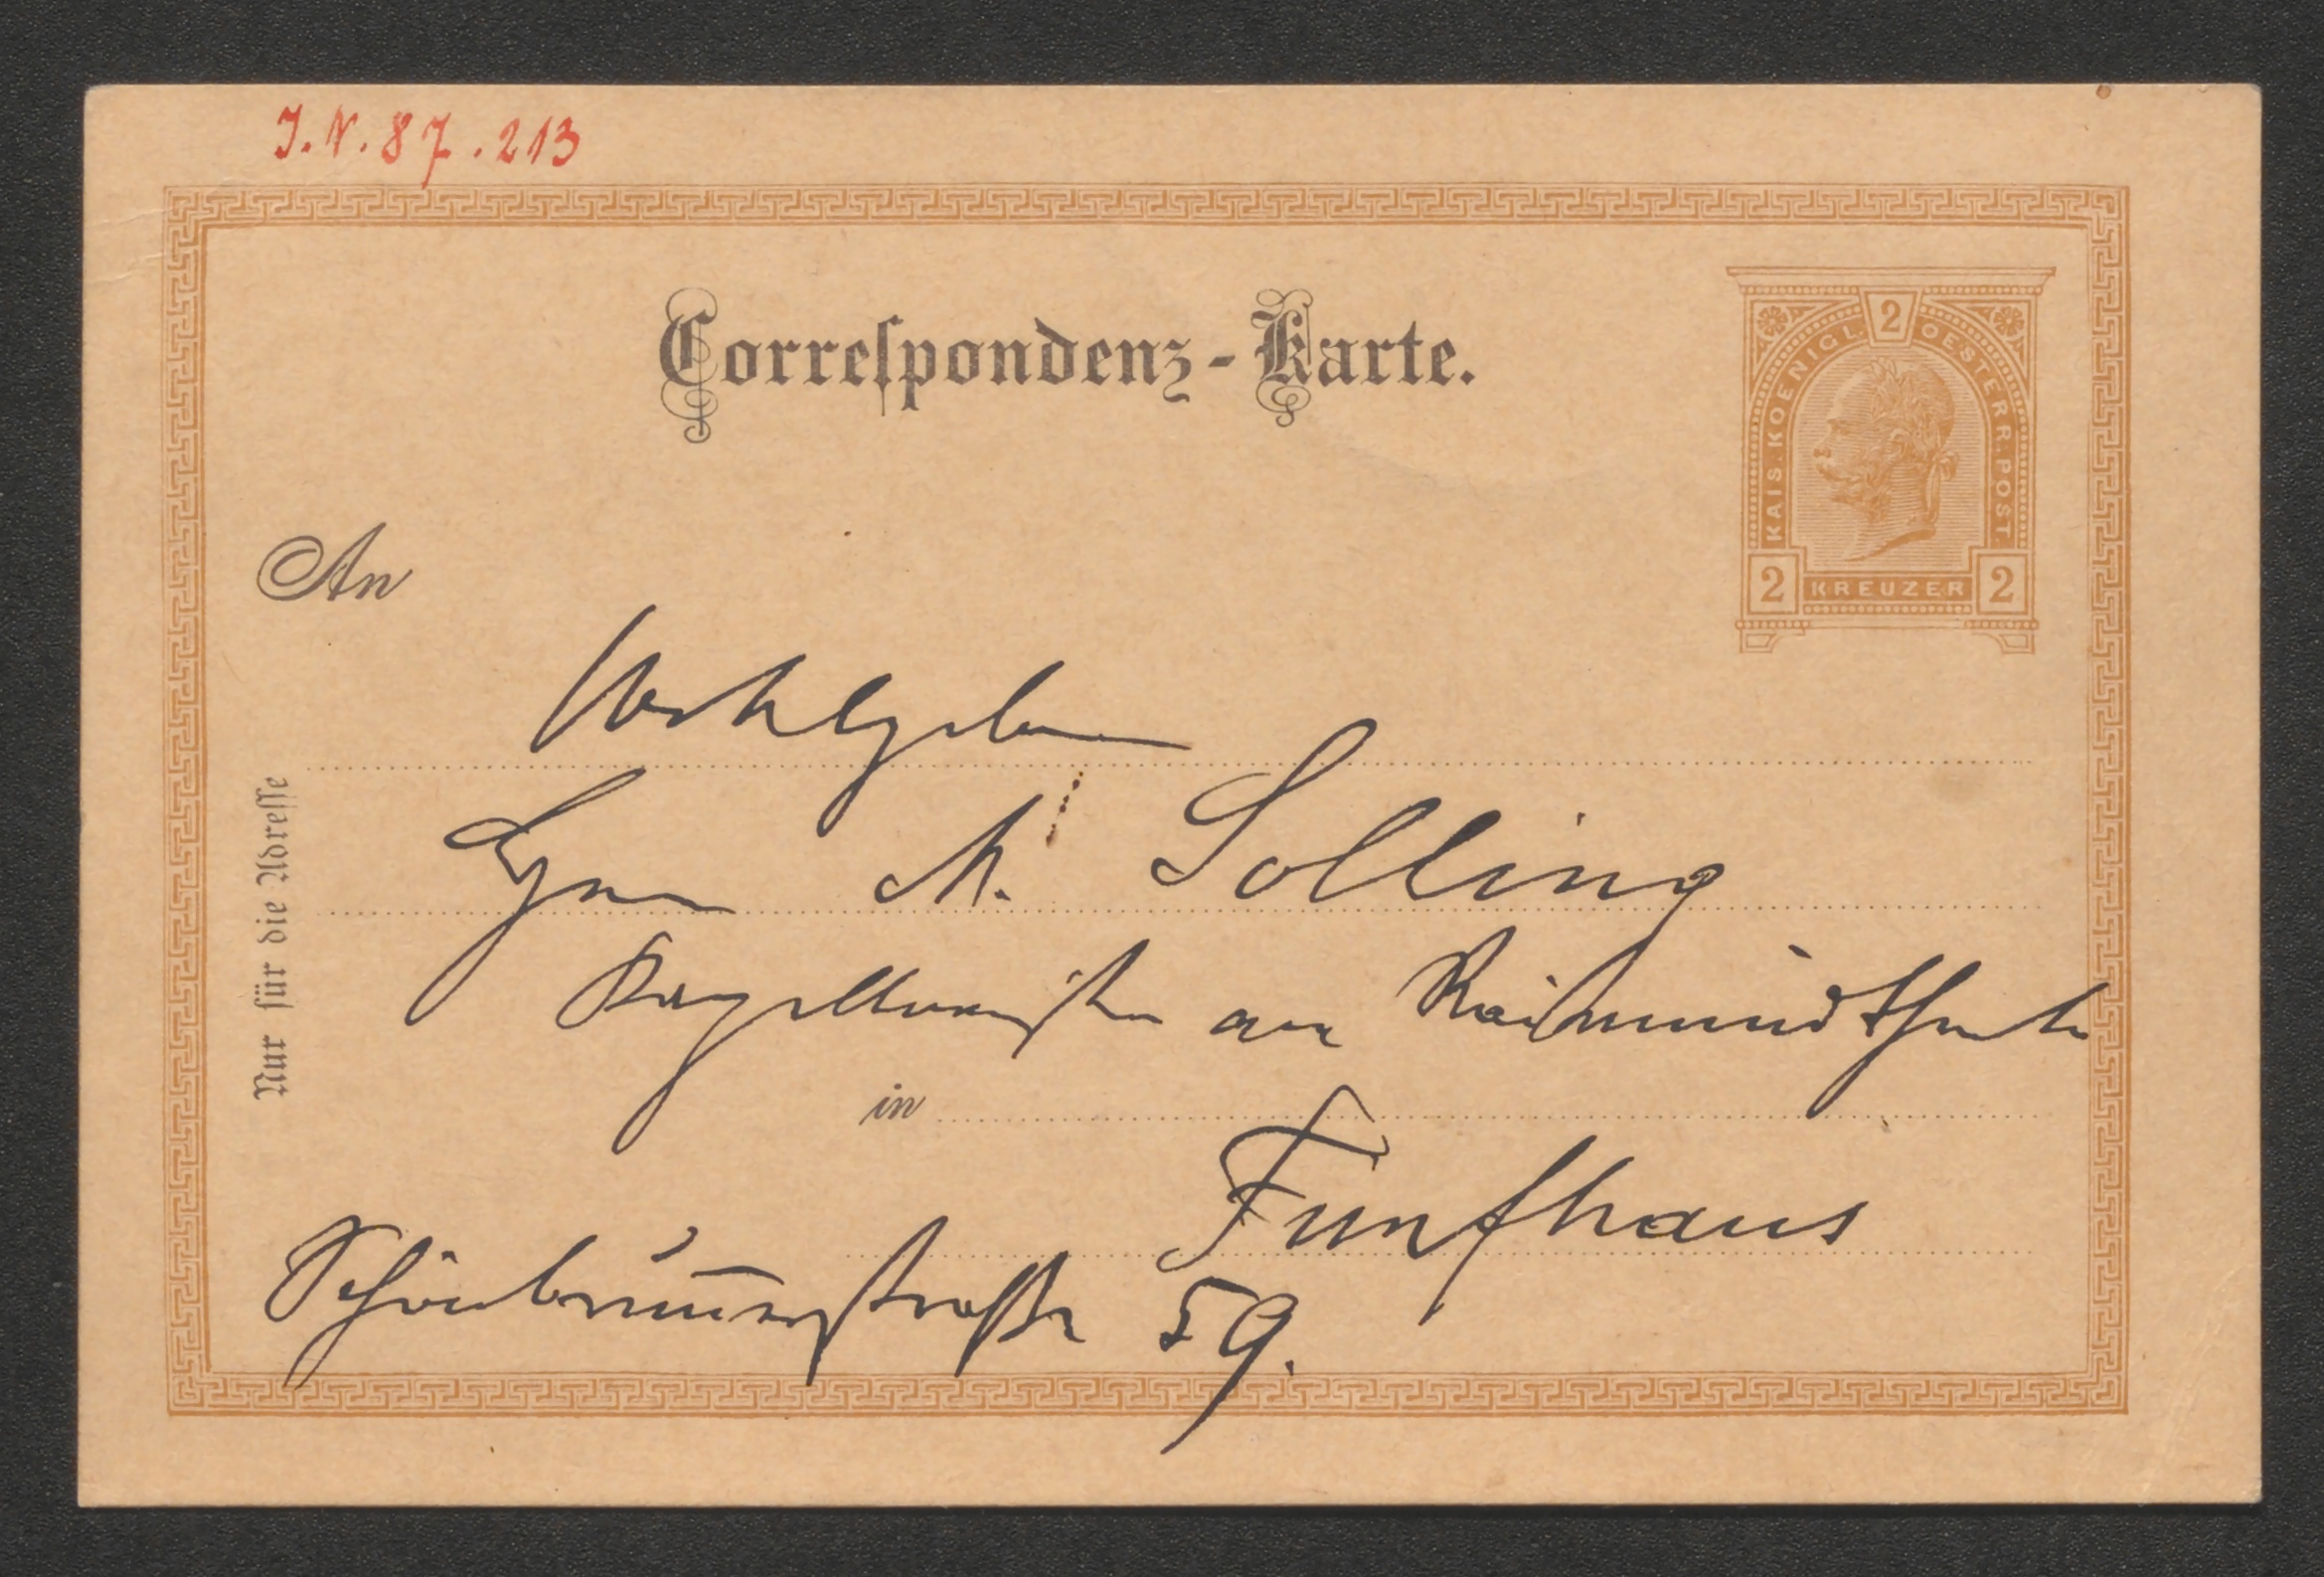 J.N. 87.213
Correſpondenz-Karte.
2
KAIS. KOENIGL. OESTERR. POST
2 KREUZER 2
An
Wohlgeboren
Herrn A. Solling
Kapellmeister am Raimundtheater
in
Fünfhaus
Schönbrunnerstraße 59.
Nur für die Adreſſe